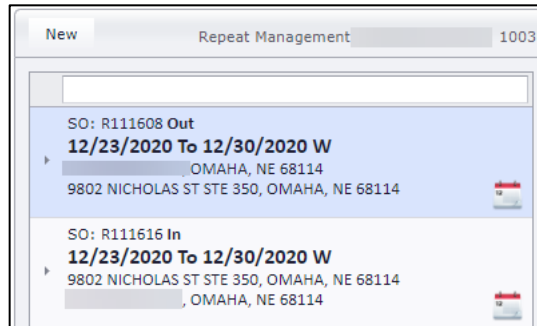 New
Repeat Management 1003
SO: R111608 Out
12/23/2020 To 12/30/2020 W
,OMAHA, NE 68114
9802 NICHOLAS ST STE 350, OMAHA, NE 68114
SO: R111616 In
12/23/2020 To 12/30/2020 W
9802 NICHOLAS ST STE 350, OMAHA, NE 68114
, OMAHA, NE 68114